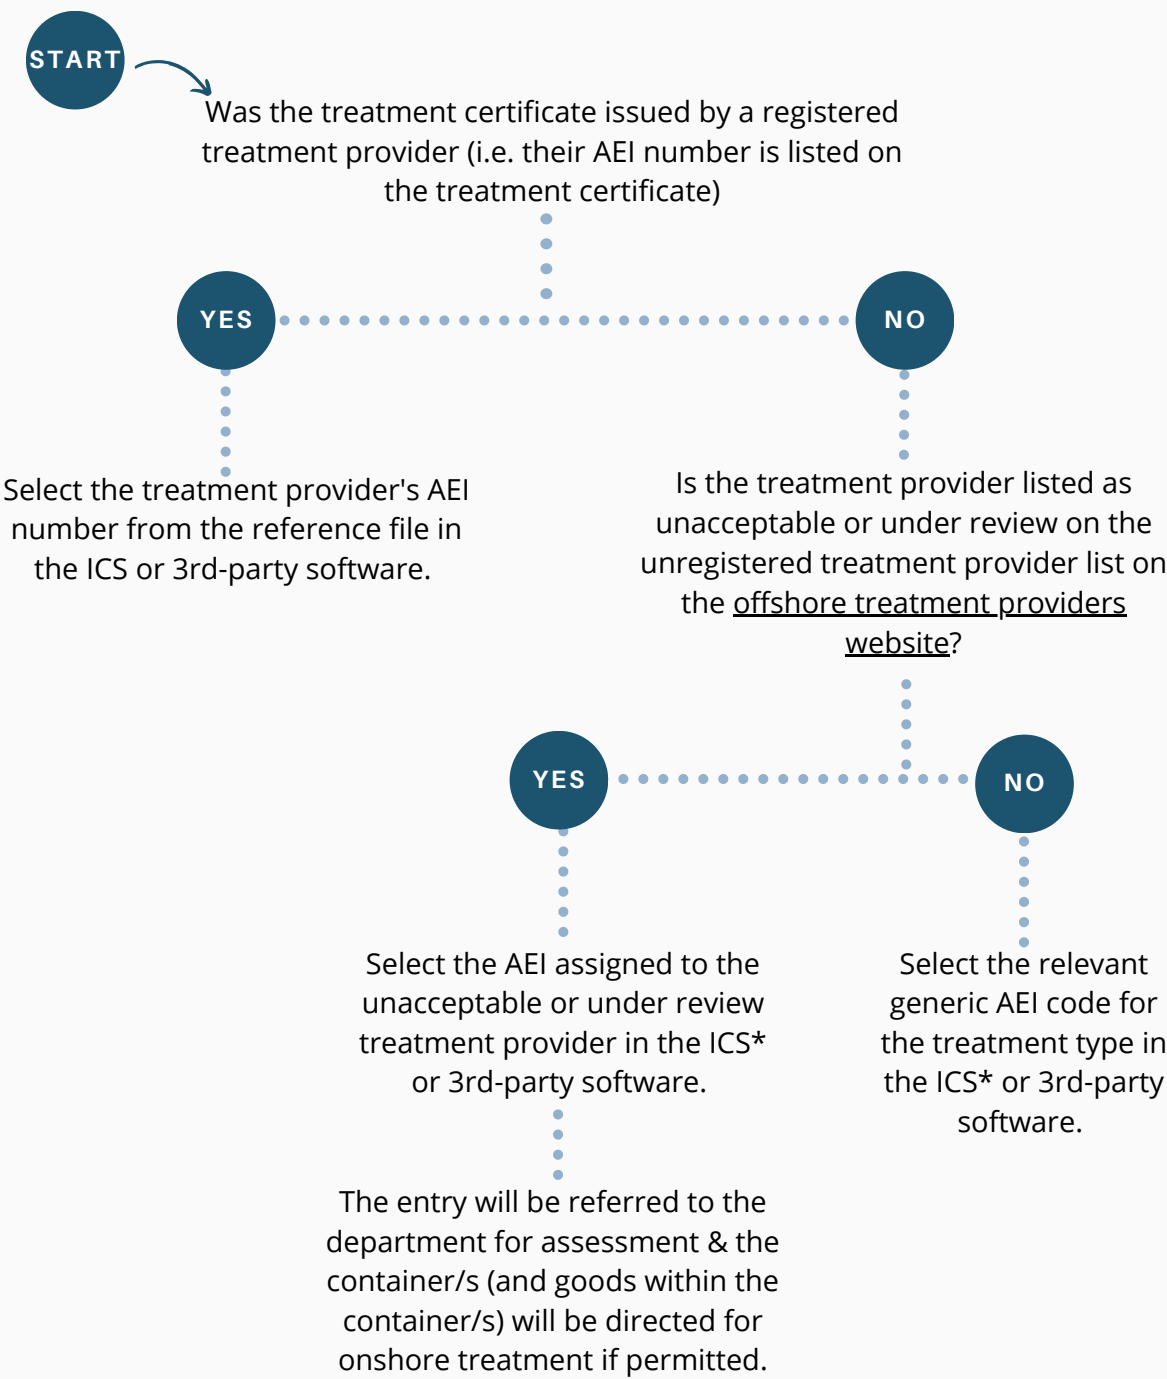 START
Was the treatment certificate issued by a registered
treatment provider (i.e. their AEI number is listed on
the treatment certificate)
YES
NO
Select the treatment provider's AEI
number from the reference file in
the ICS or 3rd-party software.
Is the treatment provider listed as
unacceptable or under review on the
unregistered treatment provider list on
the offshore treatment providers
website?
YES
NO
Select the AEI assigned to the
unacceptable or under review
treatment provider in the ICS*
or 3rd-party software.
Select the relevant
generic AEI code for
the treatment type in
the ICS* or 3rd-party
software.
The entry will be referred to the
department for assessment & the
container/s (and goods within the
container/s) will be directed for
onshore treatment if permitted.